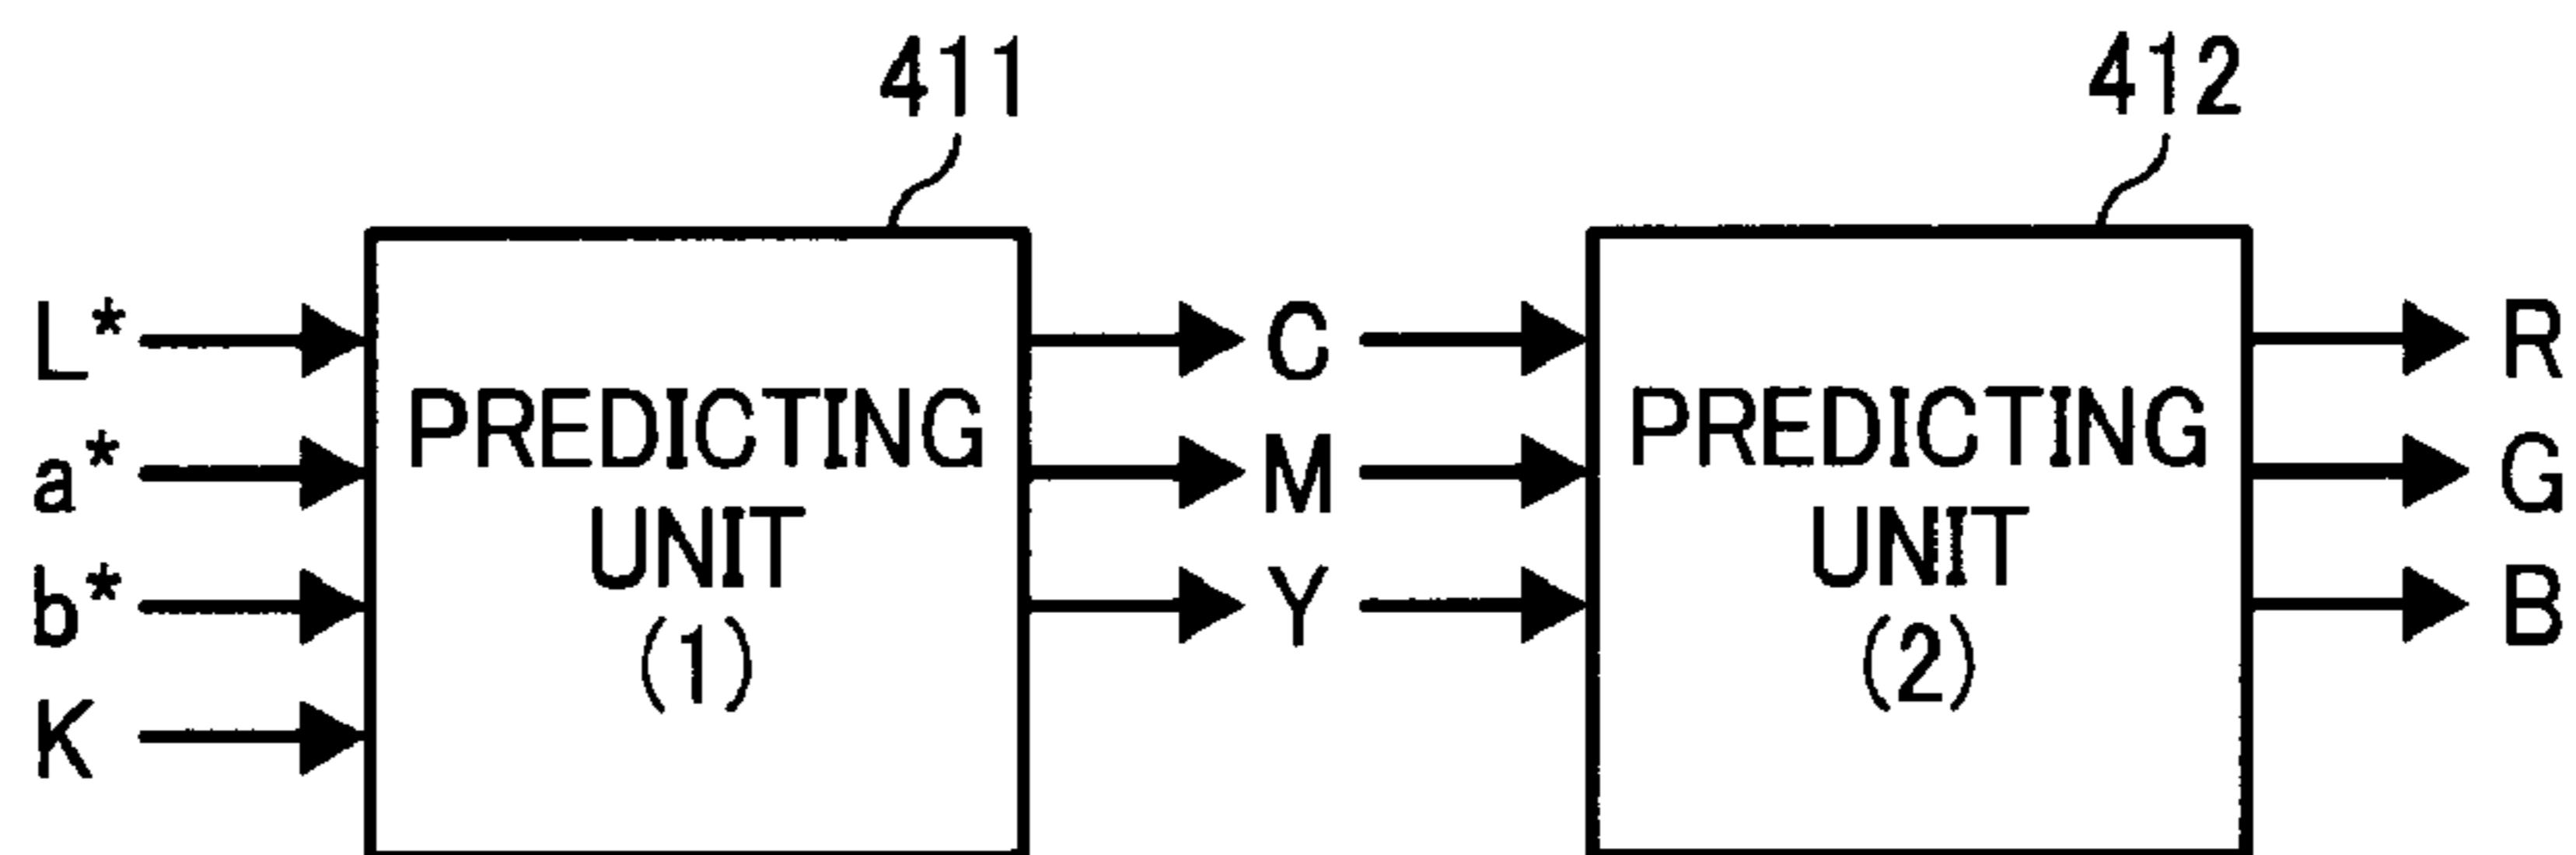 411
412
L*
a*
b*
K
PREDICTING
UNIT
(1)
C
M
Y
PREDICTING
UNIT
(2)
R
G
B